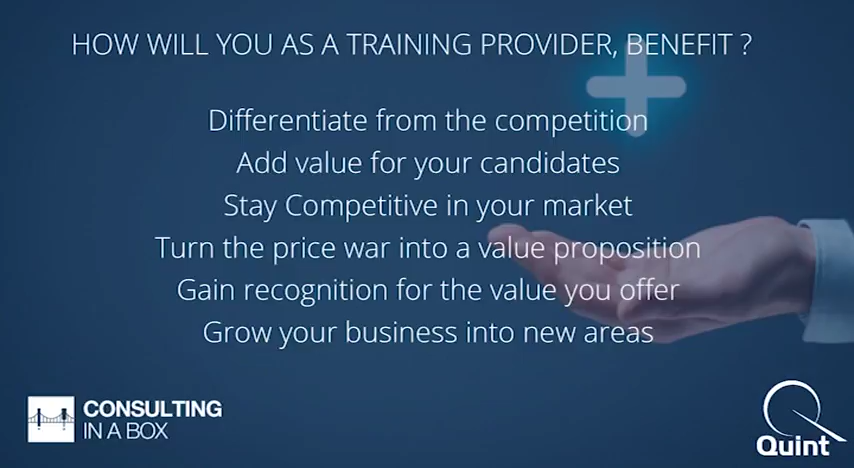 HOW WILL YOU AS A TRAINING PROVIDER, BENEFIT ?
Differentiate from the competition
Add value for your candidates
Stay Competitive in your market
Turn the price war into a value proposition
Gain recognition for the value you offer
Grow your business into new areas
CONSULTING
IN A BOX
Quint